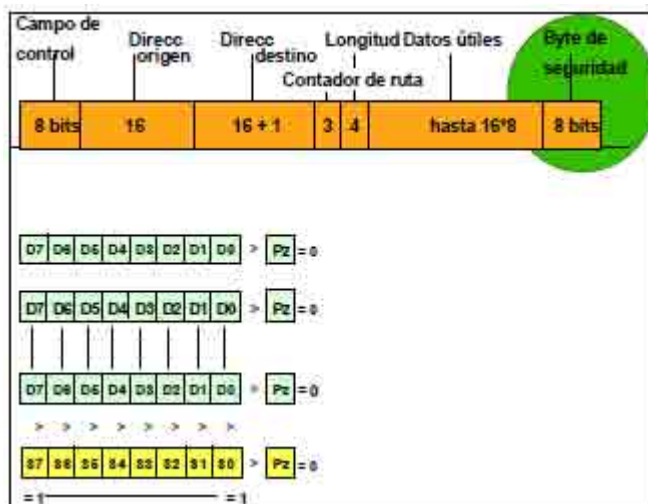 Campo de control
Direcc origen
Direcc destino
Contador de ruta
Longitud
Datos útiles
Byte de seguridad
8 bits 16 16 + 1 3 4 hasta 16*8 8 bits
D7 D6 D5 D4 D3 D2 D1 D0 > Pz = 0
D7 D6 D5 D4 D3 D2 D1 D0 > Pz = 0
D7 D6 D5 D4 D3 D2 D1 D0 > Pz = 0
> > > > > > > >
S7 S6 S5 S4 S3 S2 S1 S0 > Pz = 0
= 1 = 1